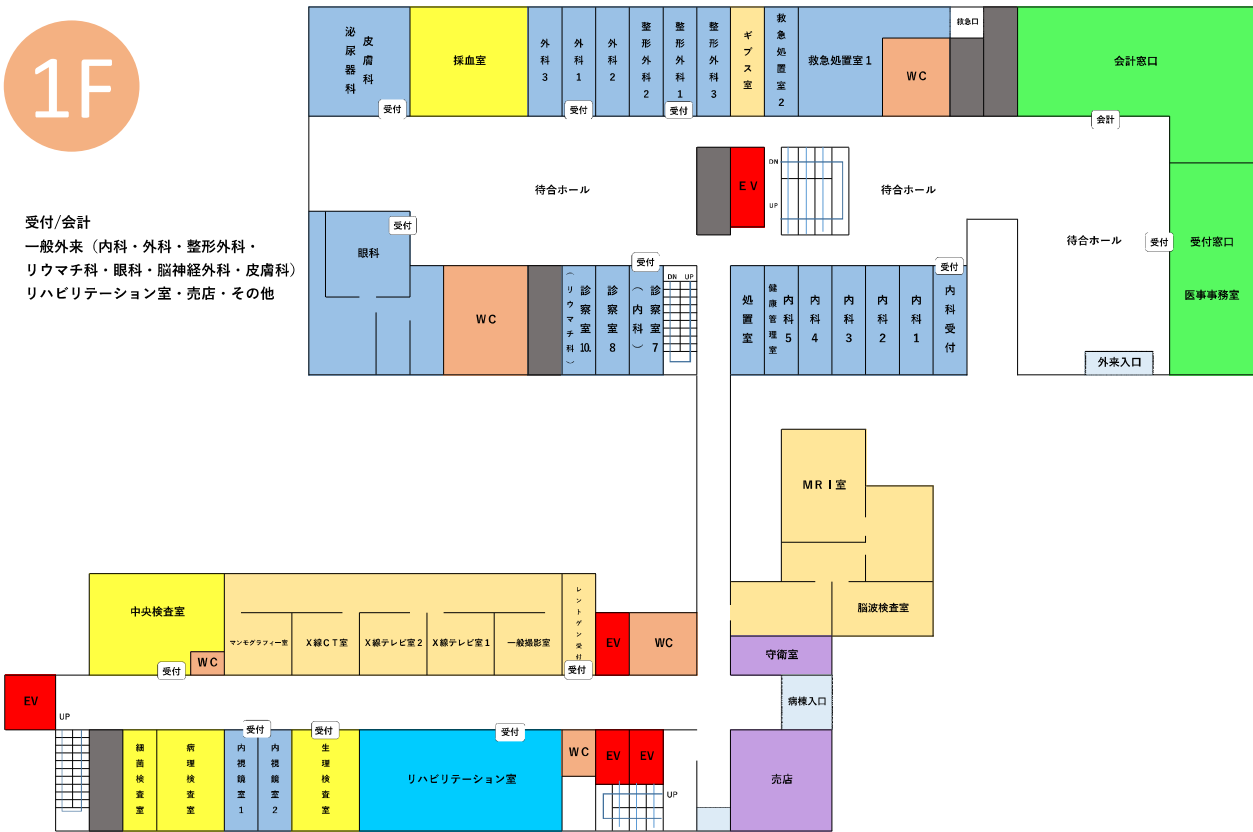 1F
受付/会計
一般外来（内科・外科・整形外科・
リウマチ科・眼科・脳神経外科・皮膚科）
リハビリテーション室・売店・その他
皮膚科
泌尿器科
受付
採血室
外科3
外科1
受付
外科2
整形外科2
整形外科1
受付
整形外科3
ギプス室
救急処置室2
救急処置室1
WC
救急口
会計窓口
会計
待合ホール
EV
DN
UP
待合ホール
待合ホール
受付
受付窓口
医事事務室
外来入口
眼科
受付
WC
診察室10.
（リウマチ科）
診察室8
診察室7
（内科）
受付
DN UP
処置室
健康管理室
内科5
内科4
内科3
内科2
内科1
内科受付
受付
MRI室
脳波検査室
守衛室
病棟入口
売店
中央検査室
受付
WC
マンモグラフィー室
X線CT室
X線テレビ室2
X線テレビ室1
一般撮影室
レントゲン受付
受付
EV
WC
EV
UP
細菌検査室
病理検査室
内視鏡室1
内視鏡室2
受付
生理検査室
受付
リハビリテーション室
受付
WC
EV
EV
UP